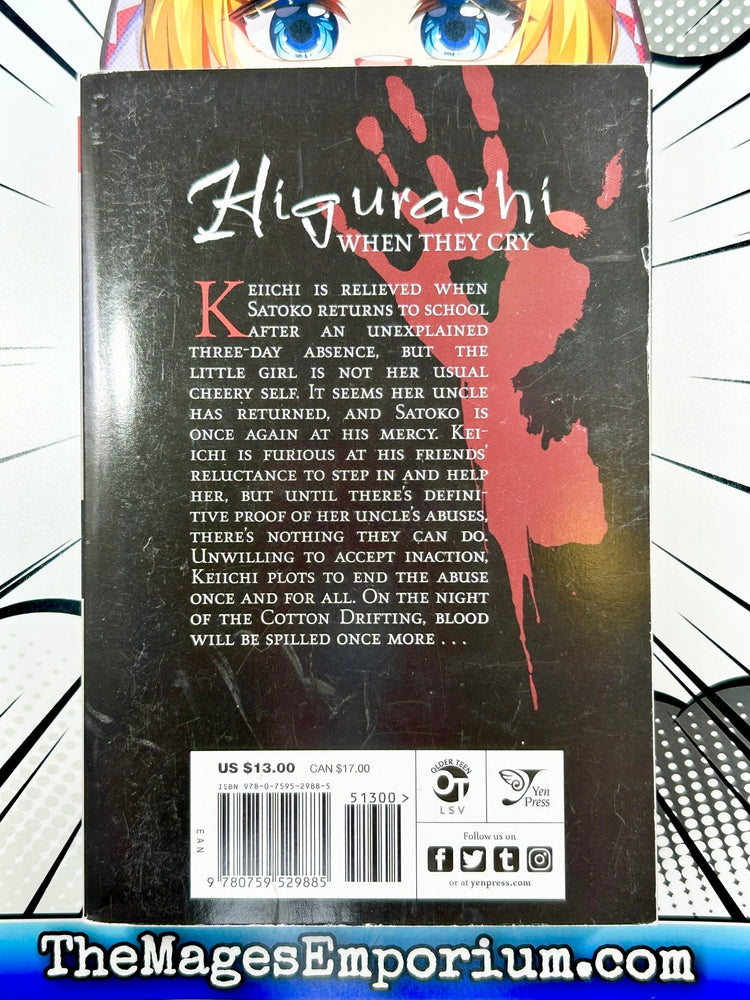 Higurashi
WHEN THEY CRY
KEIICHI IS RELIEVED WHEN
SATOKO RETURNS TO SCHOOL
AFTER AN UNEXPLAINED
THREE-DAY ABSENCE, BUT THE
LITTLE GIRL IS NOT HER USUAL
CHEERY SELF. IT SEEMS HER UNCLE
HAS RETURNED, AND SATOKO IS
ONCE AGAIN AT HIS MERCY. KEI-
ICHI IS FURIOUS AT HIS FRIENDS'
RELUCTANCE TO STEP IN AND HELP
HER, BUT UNTIL THERE'S DEFINI-
TIVE PROOF OF HER UNCLE'S ABUSES,
THERE'S NOTHING THEY CAN DO.
UNWILLING TO ACCEPT INACTION,
KEIICHI PLOTS TO END THE ABUSE
ONCE AND FOR ALL. ON THE NIGHT
OF THE COTTON DRIFTING, BLOOD
WILL BE SPILLED ONCE MORE . . .
US $13.00 CAN $17.00
ISBN 978-0-7595-2988-5
51300 >
EAN
9 780759 529885
OLDER TEEN
OT
LSV
Yen
Press
Follow us on
or at yenpress.com
TheMagesEmporium.com